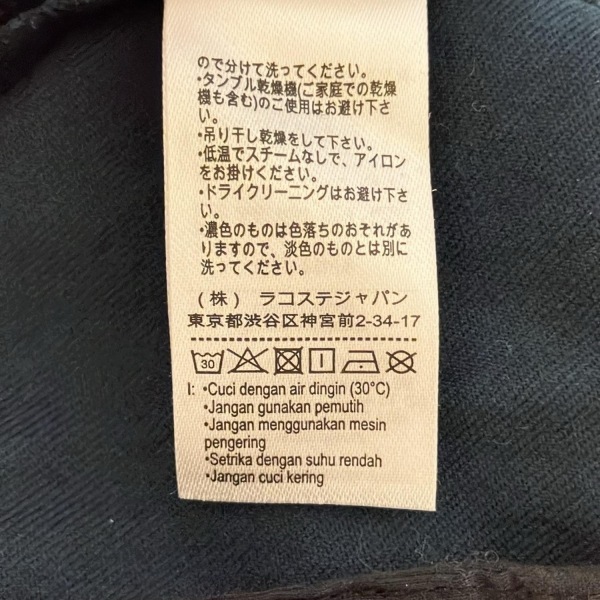 ので分けて洗ってください。
•タンブル乾燥機(ご家庭での乾燥
機も含む)のご使用はお避け下さ
い。
•吊り干し乾燥をして下さい。
•低温でスチームなしで、アイロン
をお掛けください。
•ドライクリーニングはお避け下さ
い。
•濃色のものは色落ちのおそれがあ
りますので、淡色のものとは別に
洗ってください。
(株) ラコステジャパン
東京都渋谷区神宮前2-34-17
30
I: •Cuci dengan air dingin (30°C)
•Jangan gunakan pemutih
•Jangan menggunakan mesin
pengering
•Setrika dengan suhu rendah
•Jangan cuci kering